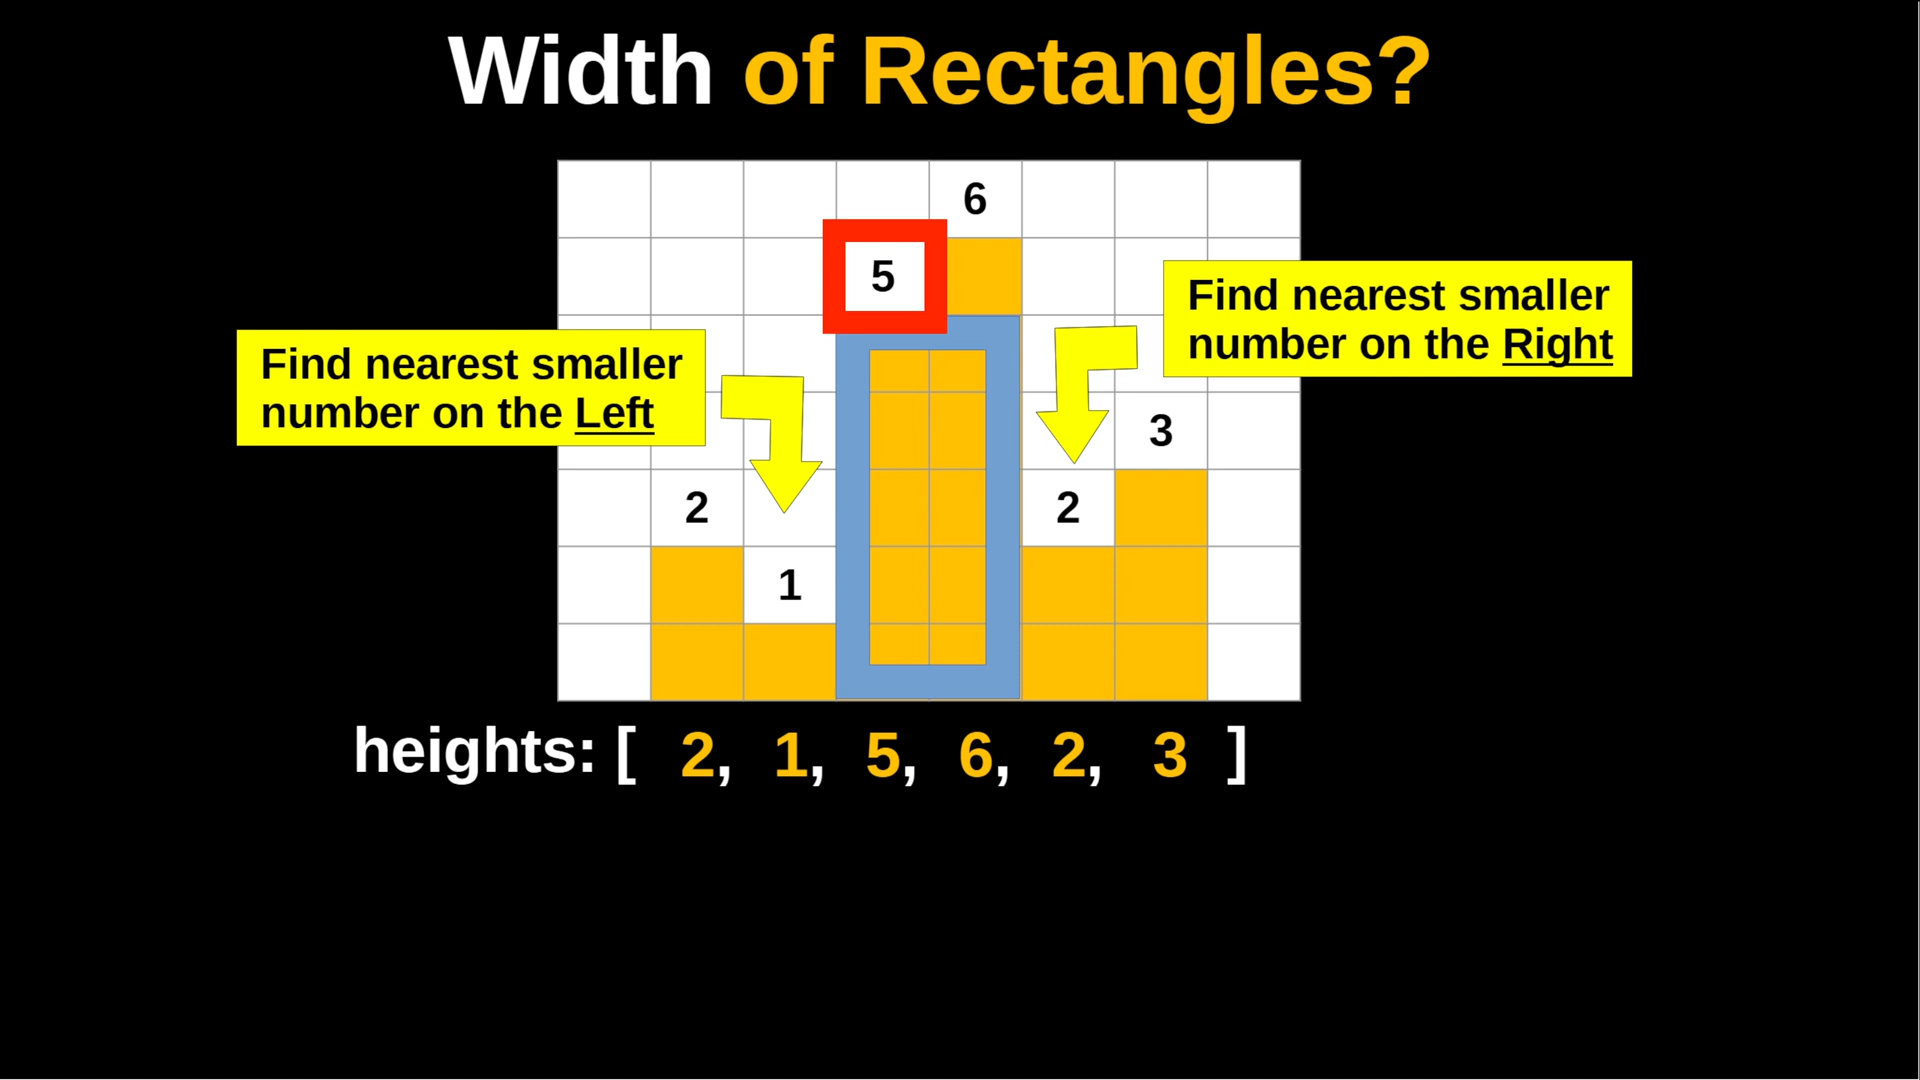 Width of Rectangles?
6
5
Find nearest smaller
number on the Right
Find nearest smaller
number on the Left
3
2
2
1
heights: [ 2, 1, 5, 6, 2, 3 ]